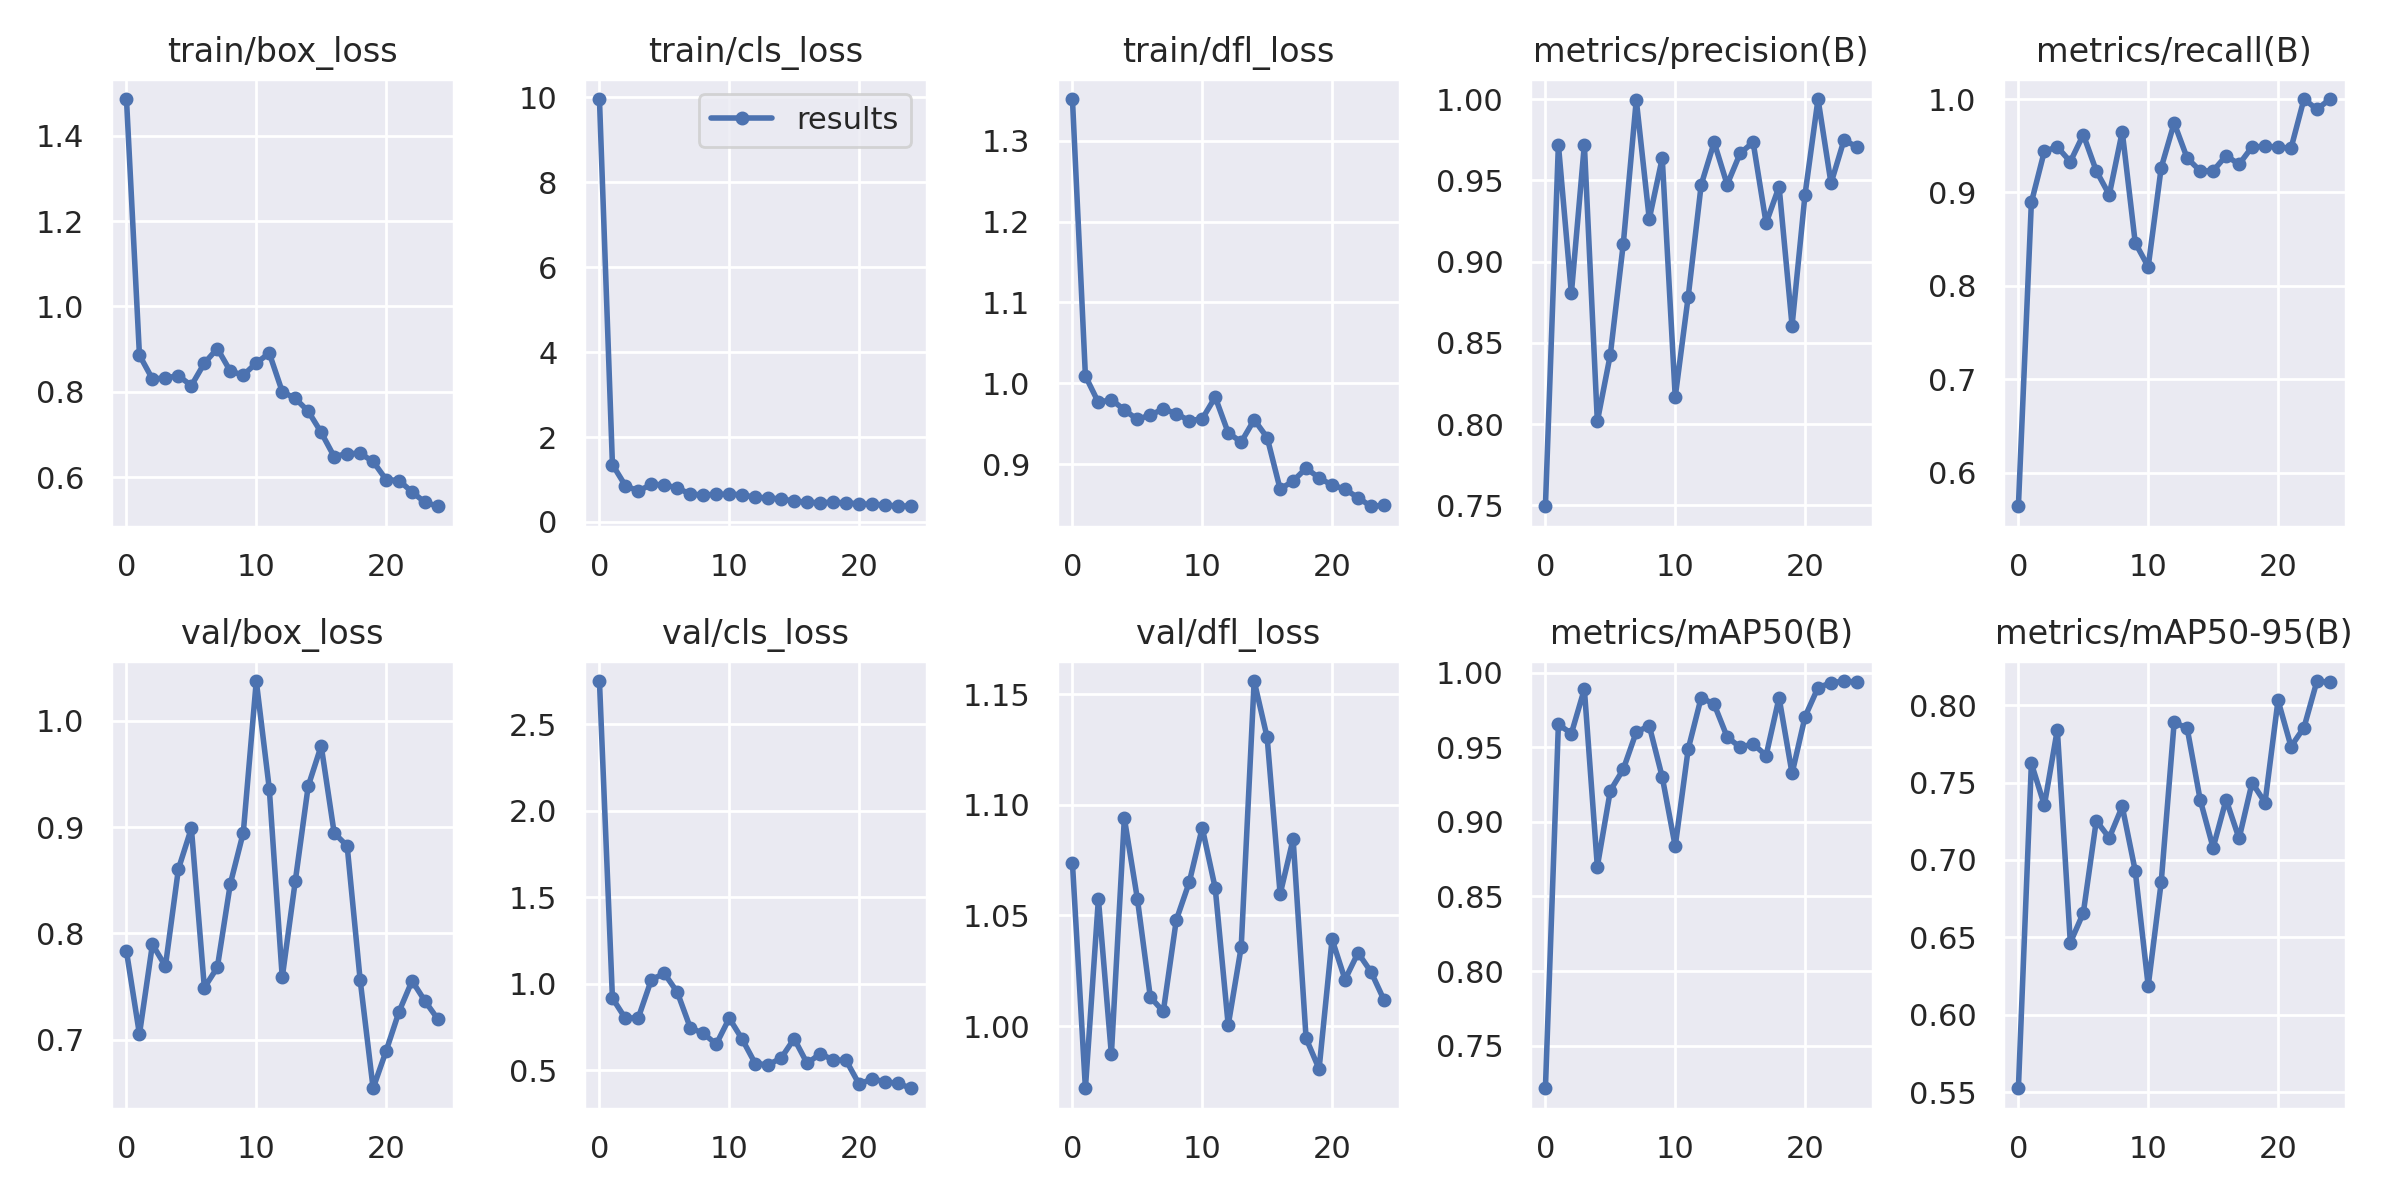 train/box_loss
1.4
1.2
1.0
0.8
0.6
0 10 20
train/cls_loss
results
10
8
6
4
2
0
0 10 20
train/dfl_loss
1.3
1.2
1.1
1.0
0.9
0 10 20
metrics/precision(B)
1.00
0.95
0.90
0.85
0.80
0.75
0 10 20
metrics/recall(B)
1.0
0.9
0.8
0.7
0.6
0 10 20
val/box_loss
1.0
0.9
0.8
0.7
0 10 20
val/cls_loss
2.5
2.0
1.5
1.0
0.5
0 10 20
val/dfl_loss
1.15
1.10
1.05
1.00
0 10 20
metrics/mAP50(B)
1.00
0.95
0.90
0.85
0.80
0.75
0 10 20
metrics/mAP50-95(B)
0.80
0.75
0.70
0.65
0.60
0.55
0 10 20